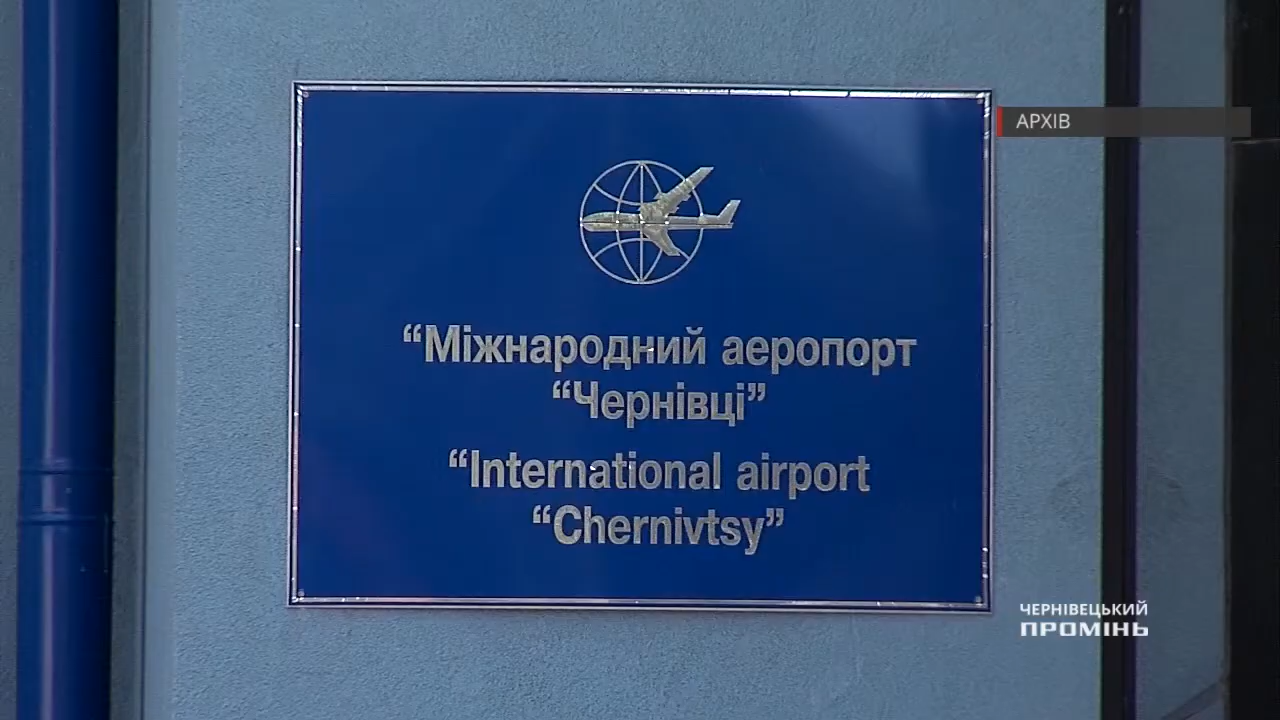 АРХІВ
“Міжнародний аеропорт
“Чернівці”
“International airport
“Chernivtsy”
ЧЕРНІВЕЦЬКИЙ
ПРОМІНЬ